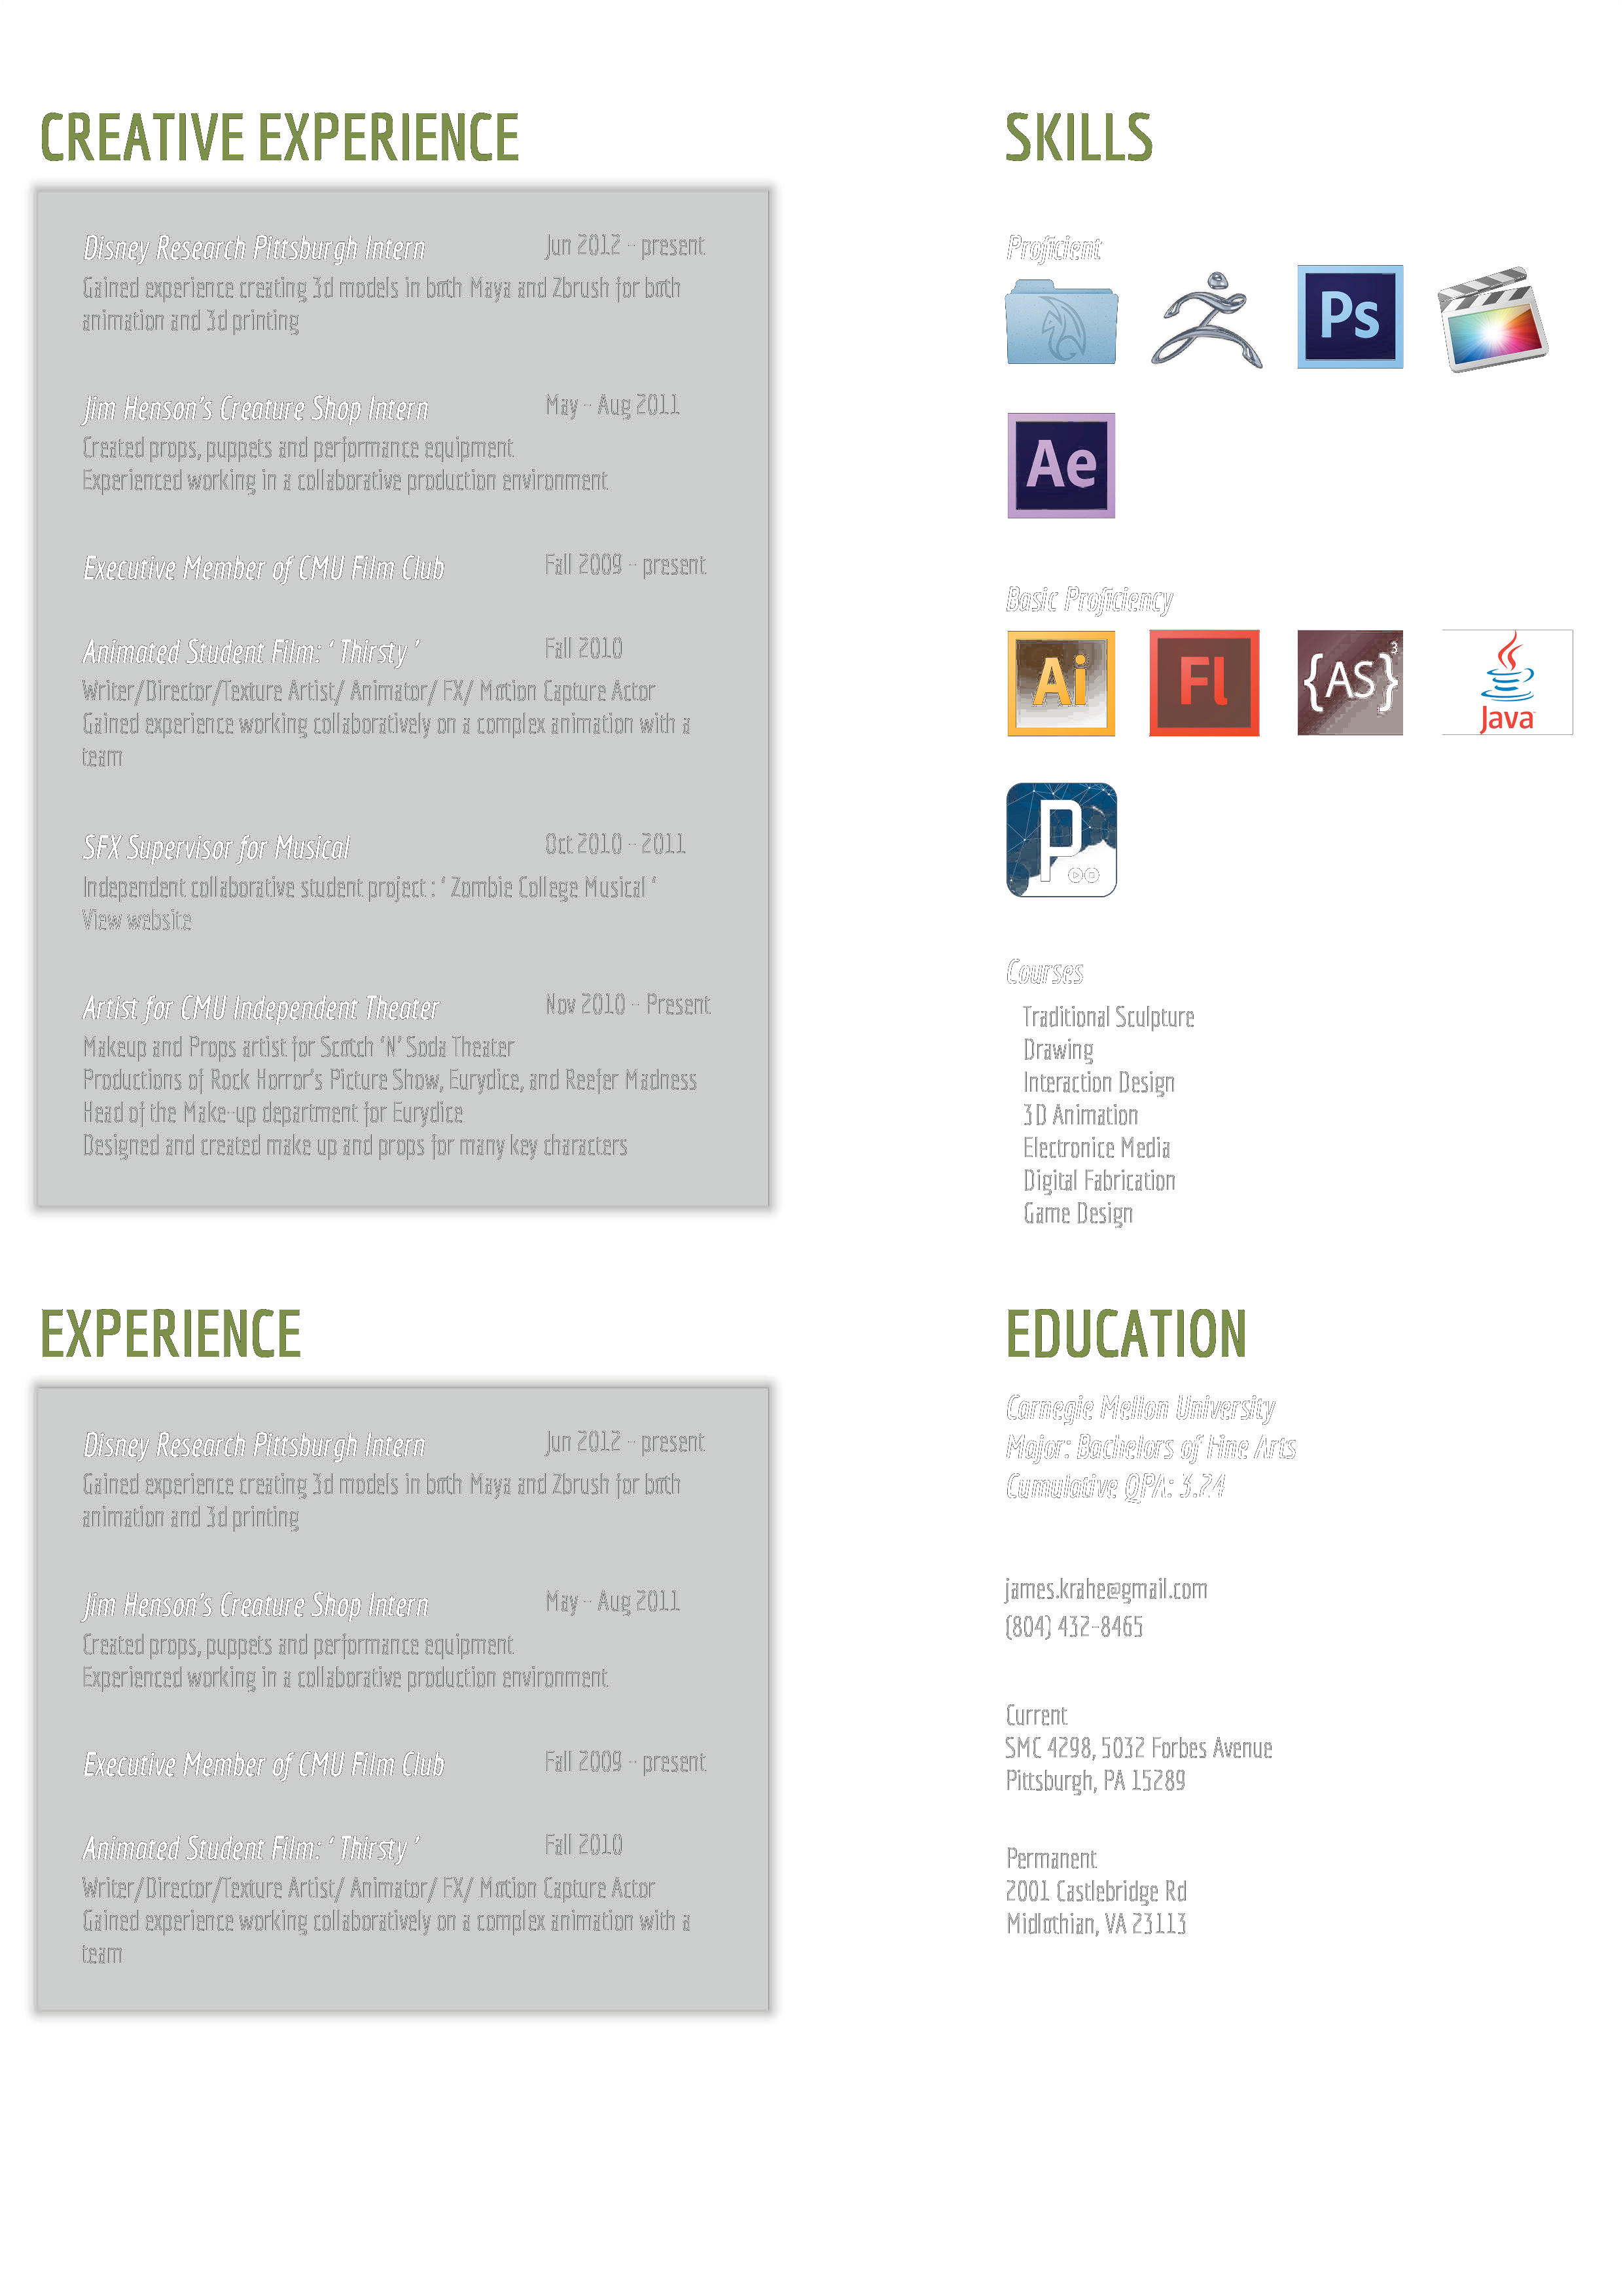 CREATIVE EXPERIENCE
Disney Research Pittsburgh Intern Jun 2012 - present
Gained experience creating 3d models in both Maya and Zbrush for both
animation and 3d printing
Jim Henson's Creature Shop Intern May - Aug 2011
Created props, puppets and performance equipment
Experienced working in a collaborative production environment
Executive Member of CMU Film Club Fall 2009 - present
Animated Student Film: ‘ Thirsty ’ Fall 2010
Writer/Director/Texture Artist/ Animator/ FX/ Motion Capture Actor
Gained experience working collaboratively on a complex animation with a
team
SFX Supervisor for Musical Oct 2010 - 2011
Independent collaborative student project : ‘ Zombie College Musical ‘
View website
Artist for CMU Independent Theater Nov 2010 - Present
Makeup and Props artist for Scotch ‘N’ Soda Theater
Productions of Rock Horror's Picture Show, Eurydice, and Reefer Madness
Head of the Make-up department for Eurydice
Designed and created make up and props for many key characters
SKILLS
Proficient
Ps
Ae
Basic Proficiency
Ai Fl {AS}3 Java
P
Courses
Traditional Sculpture
Drawing
Interaction Design
3D Animation
Electronice Media
Digital Fabrication
Game Design
EXPERIENCE
Disney Research Pittsburgh Intern Jun 2012 - present
Gained experience creating 3d models in both Maya and Zbrush for both
animation and 3d printing
Jim Henson's Creature Shop Intern May - Aug 2011
Created props, puppets and performance equipment
Experienced working in a collaborative production environment
Executive Member of CMU Film Club Fall 2009 - present
Animated Student Film: ‘ Thirsty ’ Fall 2010
Writer/Director/Texture Artist/ Animator/ FX/ Motion Capture Actor
Gained experience working collaboratively on a complex animation with a
team
EDUCATION
Carnegie Mellon University
Major: Bachelors of Fine Arts
Cumulative QPA: 3.24
james.krahe@gmail.com
(804) 432-8465
Current
SMC 4298, 5032 Forbes Avenue
Pittsburgh, PA 15289
Permanent
2001 Castlebridge Rd
Midlothian, VA 23113